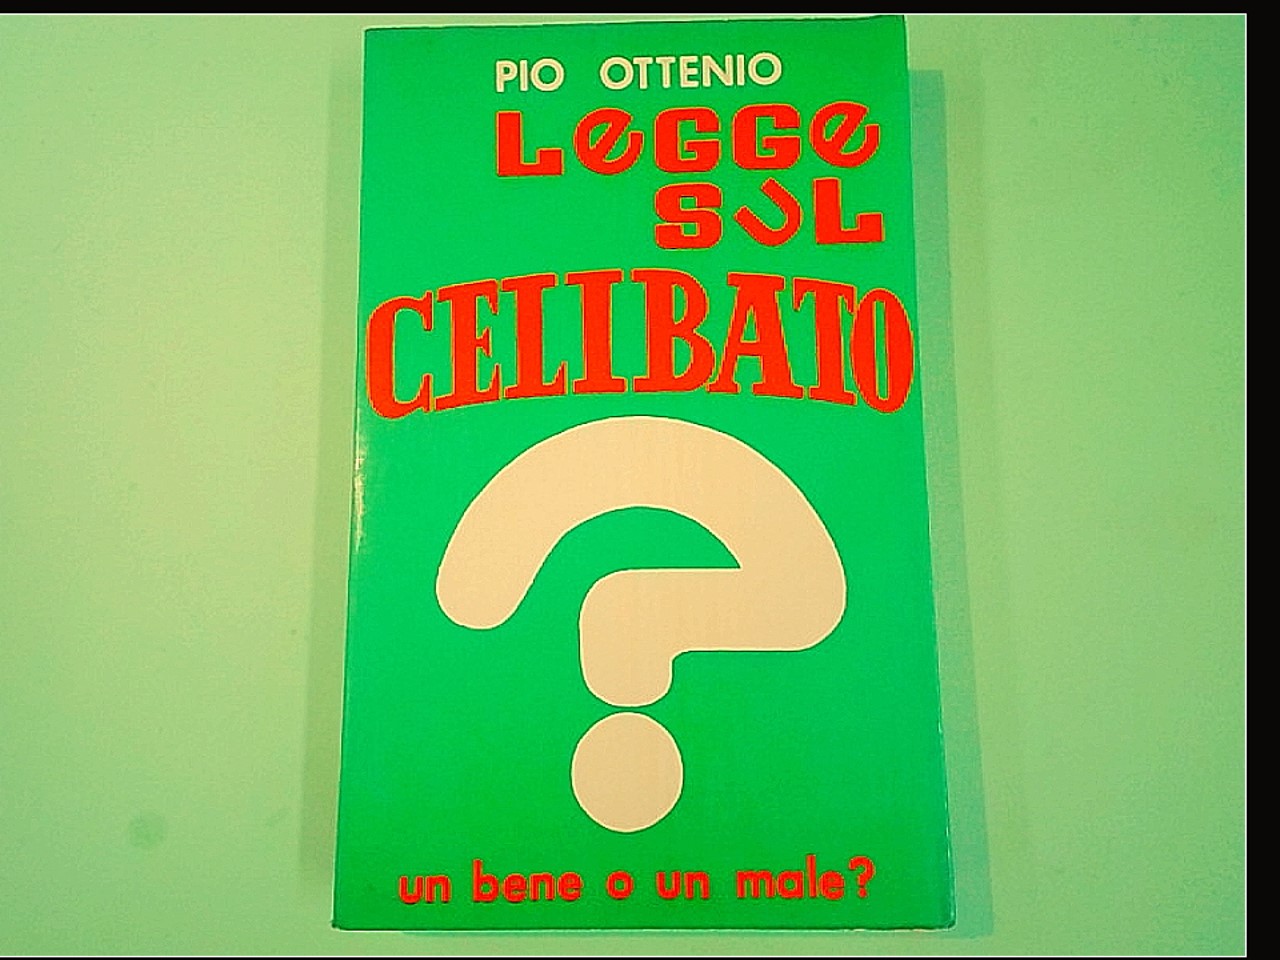 PIO OTTENIO
LeGGe
SUL
CELIBATO
?
un bene o un male?